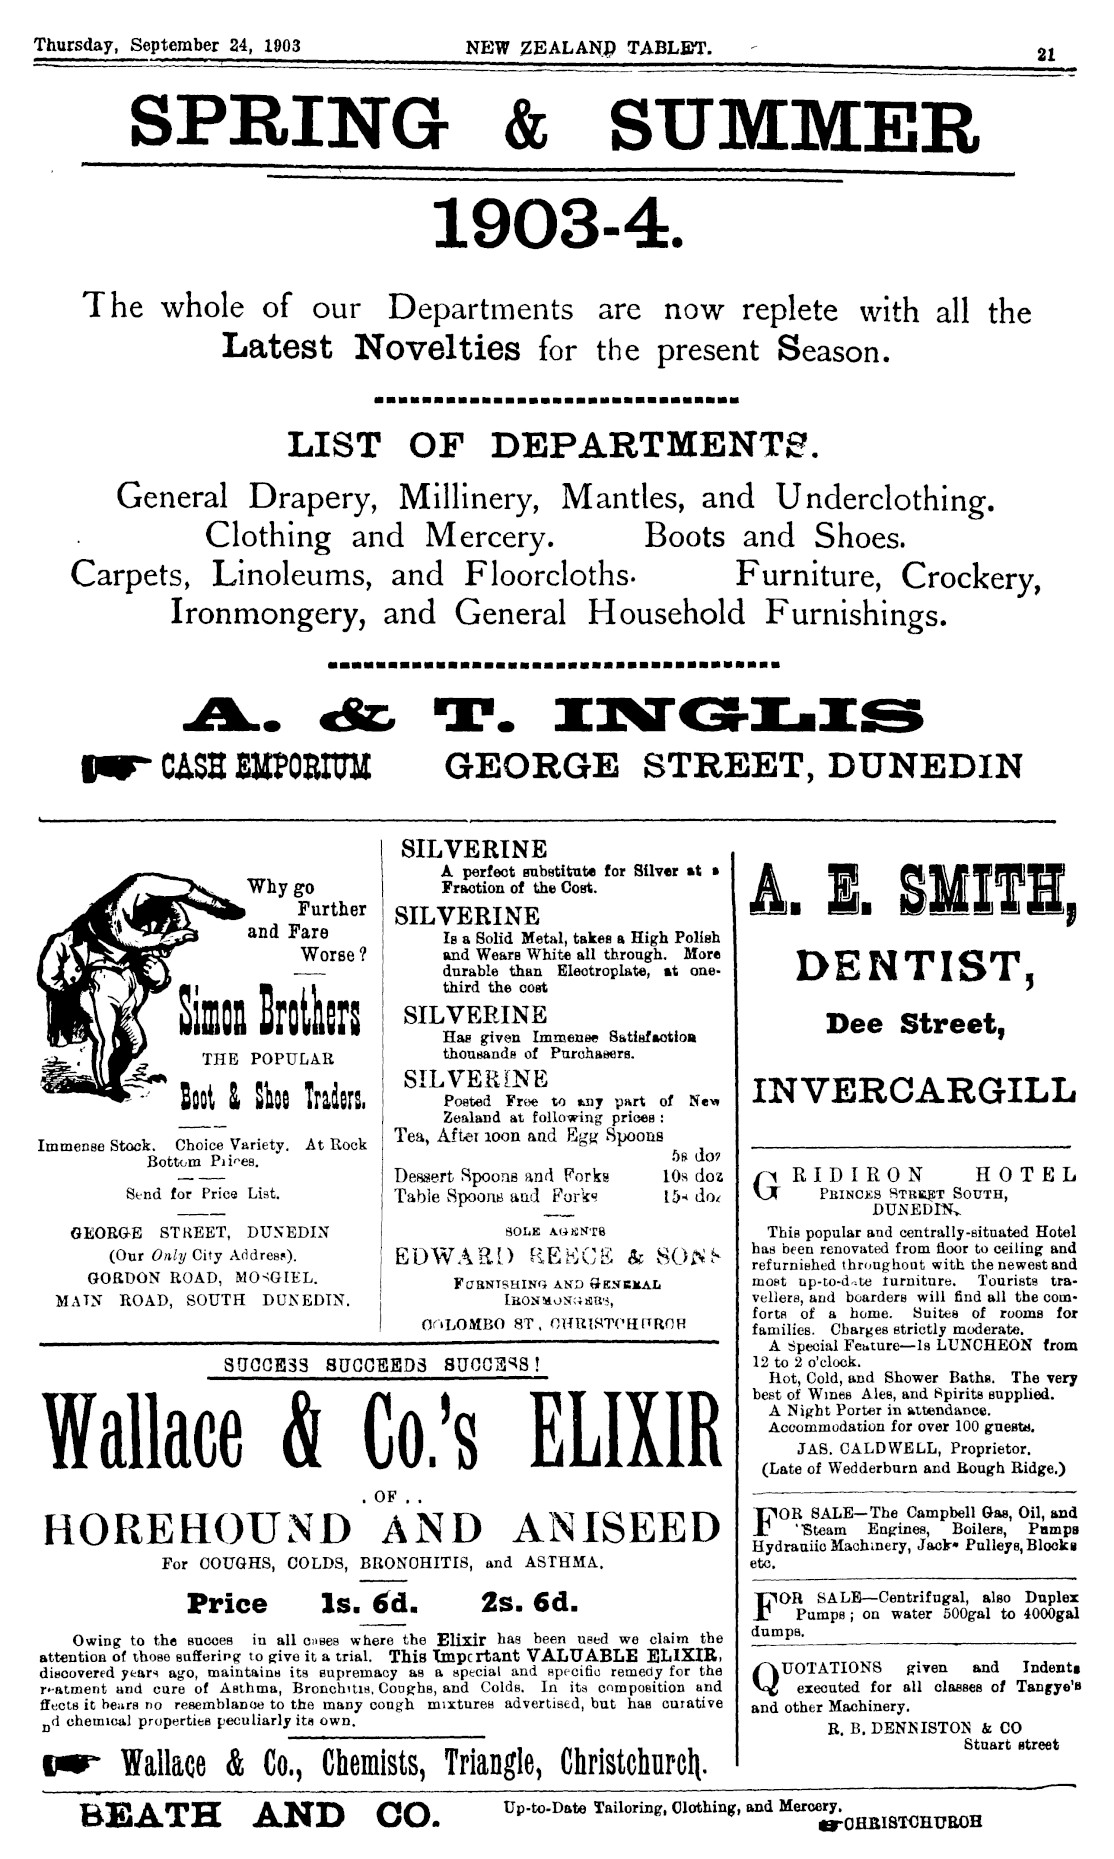 Thursday, September 24, 1903 NEW ZEALAND TABLET. 21
SPRING & SUMMER
1903-4.
The whole of our Departments are now replete with all the
Latest Novelties for the present Season.
LIST OF DEPARTMENTS.
General Drapery, Millinery, Mantles, and Underclothing.
Clothing and Mercery. Boots and Shoes.
Carpets, Linoleums, and Floorcloths. Furniture, Crockery,
Ironmongery, and General Household Furnishings.
A. & T. INGLIS
CASH EMPORIUM GEORGE STREET, DUNEDIN
Why go
Further
and Fare
Worse?
Simon Brothers
THE POPULAR
Boot & Shoe Traders.
Immense Stock. Choice Variety. At Rock
Bottom Prices.
Send for Price List.
GEORGE STREET, DUNEDIN
(Our Only City Address).
GORDON ROAD, MOSGIEL.
MAIN ROAD, SOUTH DUNEDIN.
SILVERINE
A perfect substitute for Silver at a
Fraction of the Cost.
SILVERINE
Is a Solid Metal, takes a High Polish
and Wears White all through. More
durable than Electroplate, at one-
third the cost
SILVERINE
Has given Immense Satisfaction
thousands of Purchasers.
SILVERINE
Posted Free to any part of New
Zealand at following prices:
Tea, Afternoon and Egg Spoons
5s doz
Dessert Spoons and Forks 10s doz
Table Spoons and Forks 15s doz
SOLE AGENTS
EDWARD REECE & SONS
FURNISHING AND GENERAL
IRONMONGERS,
COLOMBO ST, CHRISTCHURCH
A. E. SMITH,
DENTIST,
Dee Street,
INVERCARGILL
GRIDIRON HOTEL
PRINCES STREET SOUTH,
DUNEDIN.
This popular and centrally-situated Hotel
has been renovated from floor to ceiling and
refurnished throughout with the newest and
most up-to-date furniture. Tourists tra-
vellers, and boarders will find all the com-
forts of a home. Suites of rooms for
families. Charges strictly moderate.
A Special Feature—1s LUNCHEON from
12 to 2 o'clock.
Hot, Cold, and Shower Baths. The very
best of Wines Ales, and Spirits supplied.
A Night Porter in attendance.
Accommodation for over 100 guests.
JAS. CALDWELL, Proprietor.
(Late of Wedderburn and Rough Ridge.)
FOR SALE—The Campbell Gas, Oil, and
Steam Engines, Boilers, Pumps
Hydraulic Machinery, Jacks Pulleys, Blocks
etc.
FOR SALE—Centrifugal, also Duplex
Pumps; on water 500gal to 4000gal
dumps.
QUOTATIONS given and Indents
executed for all classes of Tangye's
and other Machinery.
R. B. DENNISTON & CO
Stuart street
SUCCESS SUCCEEDS SUCCESS!
Wallace & Co.'s ELIXIR
. OF . .
HOREHOUND AND ANISEED
For COUGHS, COLDS, BRONCHITIS, and ASTHMA.
Price 1s. 6d. 2s. 6d.
Owing to the succes in all cases where the Elixir has been used we claim the
attention of those suffering to give it a trial. This Important VALUABLE ELIXIR,
discovered years ago, maintains its supremacy as a special and specific remedy for the
reatment and cure of Asthma, Bronchitis, Coughs, and Colds. In its composition and
ffects it bears no resemblance to the many cough mixtures advertised, but has curative
nd chemical properties peculiarly its own.
Wallace & Co., Chemists, Triangle, Christchurch.
BEATH AND CO. Up-to-Date Tailoring, Clothing, and Mercery.
CHRISTCHURCH